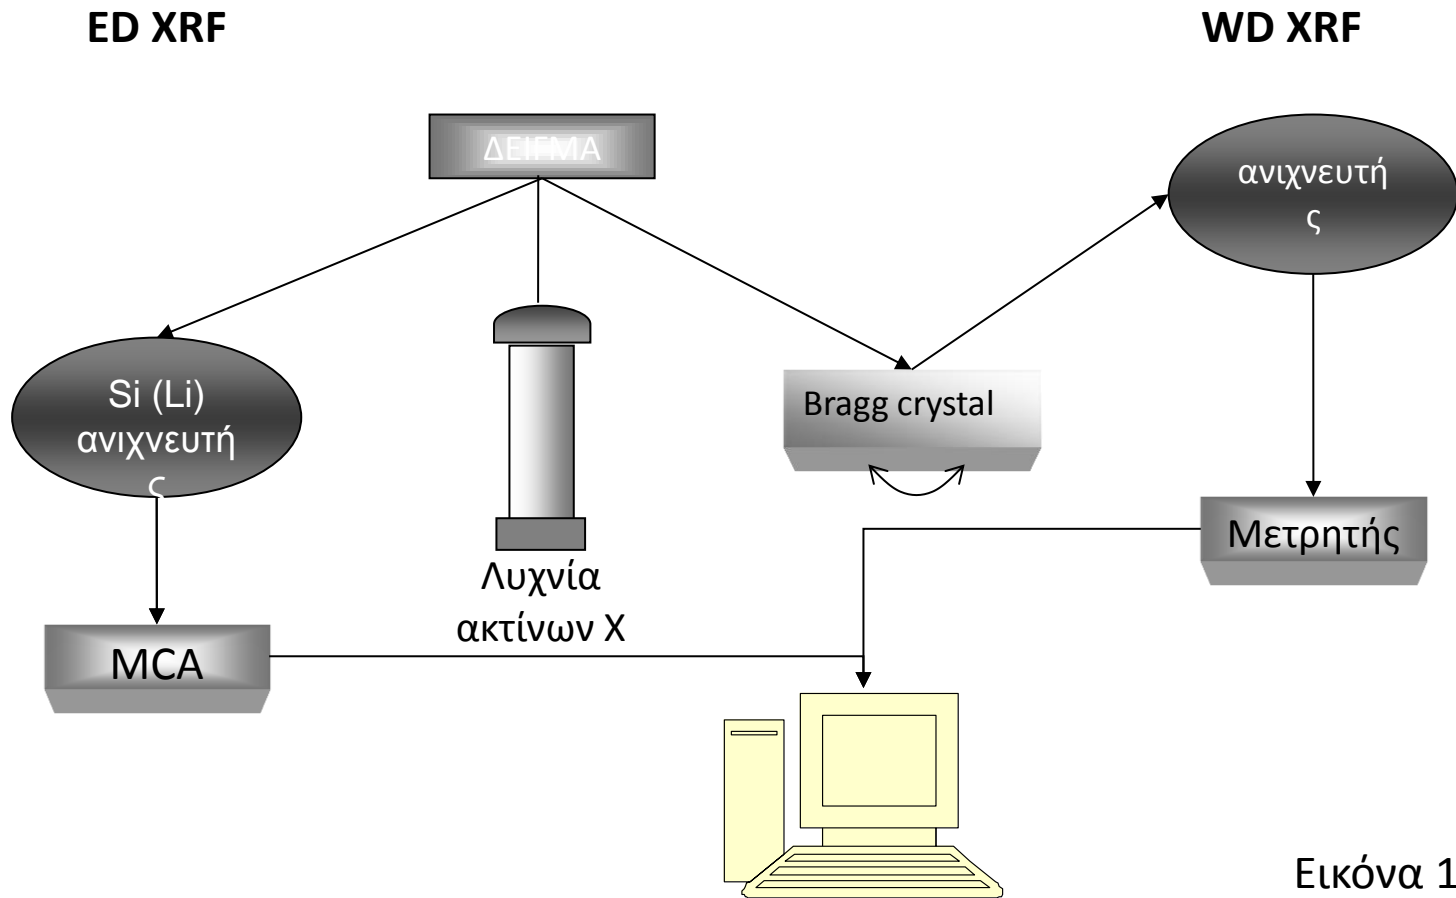 ED XRF
WD XRF
ΔΕΙΓΜΑ
ανιχνευτή
ς
Si (Li)
ανιχνευτή
ς
Bragg crystal
Μετρητής
Λυχνία
ακτίνων Χ
MCA
Εικόνα 1